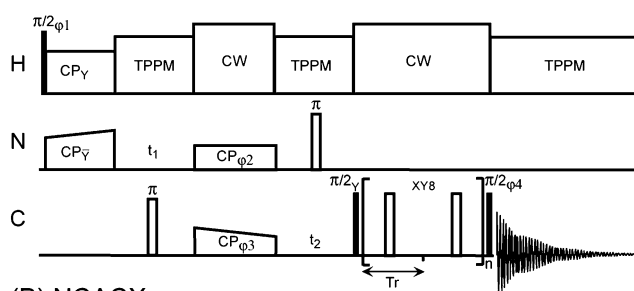 π/2φ1
H
CPY
TPPM
CW
TPPM
CW
TPPM
N
π
CPȲ
t1
CPφ2
π
π/2Y
XY8
π/2φ4
C
CPφ3
t2
n
Tr